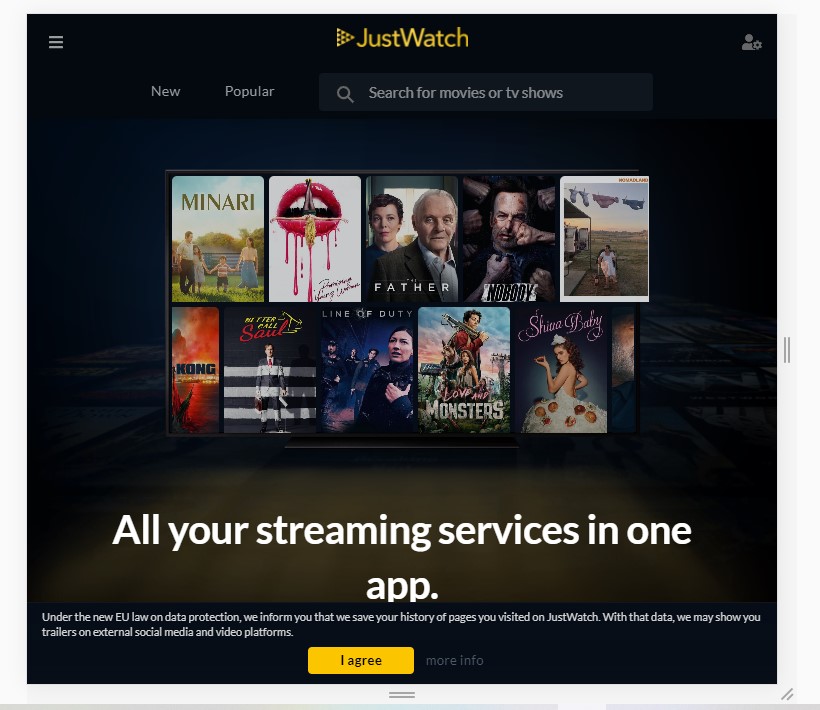 JustWatch
New
Popular
Search for movies or tv shows
MINARI
Promising
Young Woman
THE
FATHER
NOBODY
NOMADLAND
KONG
BETTER
CALL
Saul
LINE OF DUTY
LOVE AND
MONSTERS
Shiva Baby
All your streaming services in one
app.
Under the new EU law on data protection, we inform you that we save your history of pages you visited on JustWatch. With that data, we may show you
trailers on external social media and video platforms.
I agree
more info